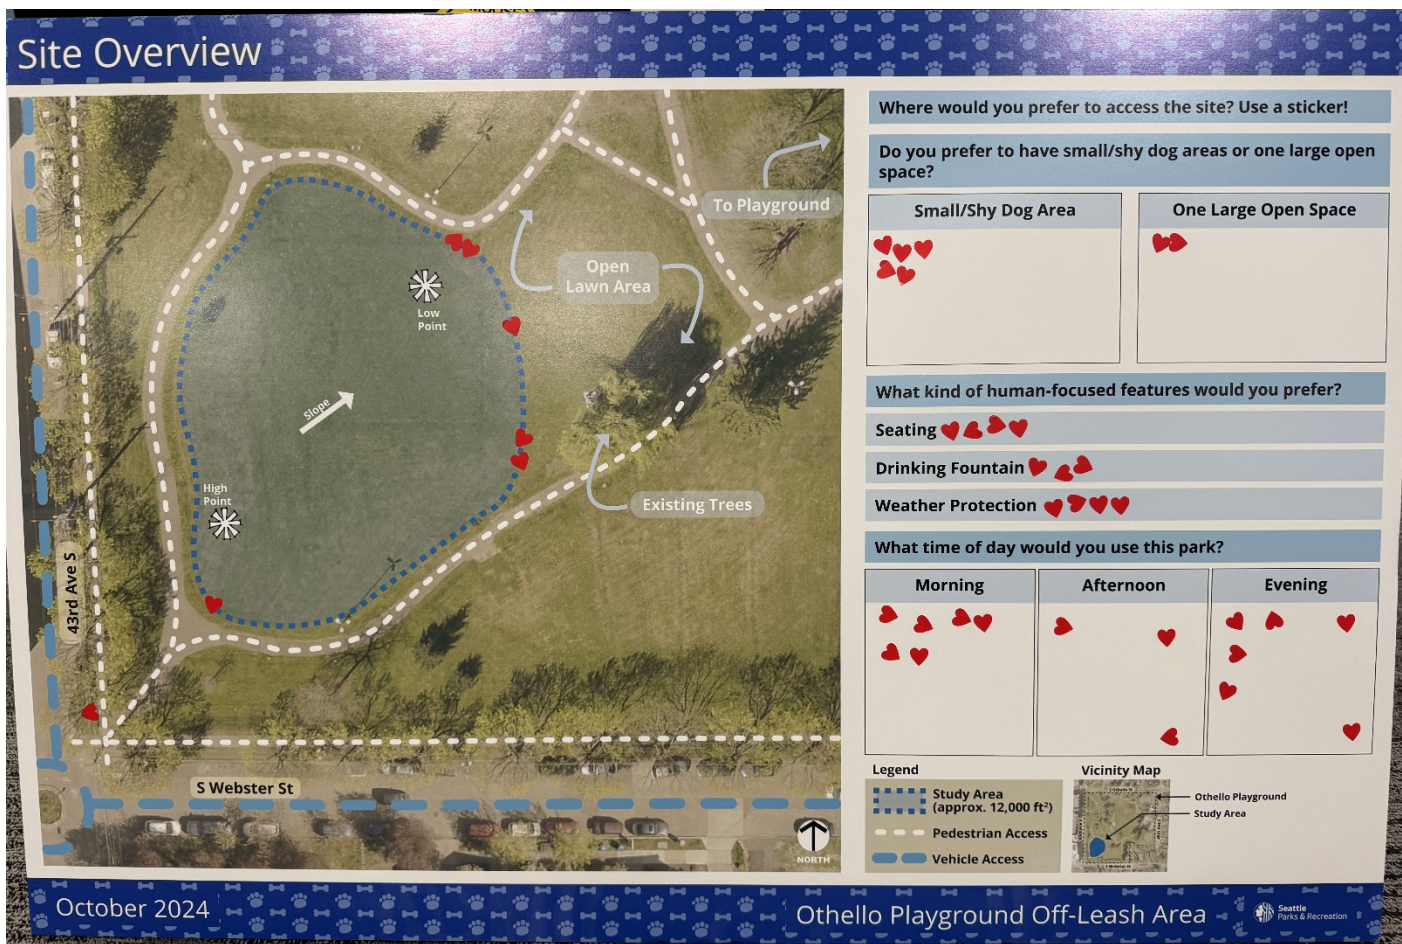 Site Overview
To Playground
Open
Lawn Area
Low
Point
Slope
High
Point
Existing Trees
43rd Ave S
S Webster St
NORTH
Where would you prefer to access the site? Use a sticker!
Do you prefer to have small/shy dog areas or one large open
space?
Small/Shy Dog Area
One Large Open Space
What kind of human-focused features would you prefer?
Seating
Drinking Fountain
Weather Protection
What time of day would you use this park?
Morning
Afternoon
Evening
Legend
Study Area
(approx. 12,000 ft²)
Pedestrian Access
Vehicle Access
Vicinity Map
Othello Playground
Study Area
October 2024
Othello Playground Off-Leash Area
Seattle
Parks & Recreation